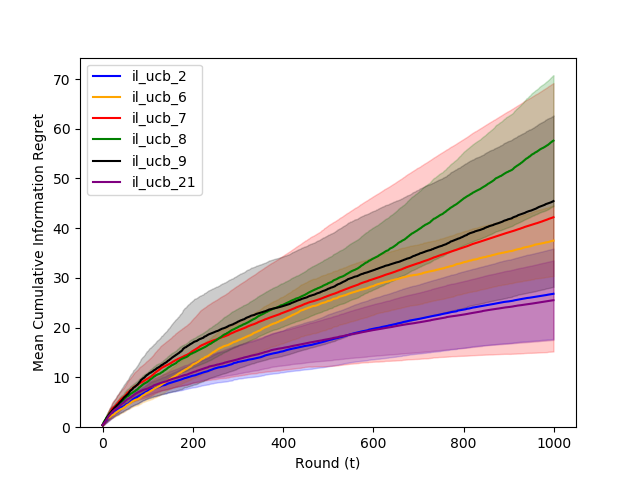 Mean Cumulative Information Regret
70
60
50
40
30
20
10
0
il_ucb_2
il_ucb_6
il_ucb_7
il_ucb_8
il_ucb_9
il_ucb_21
0 200 400 600 800 1000
Round (t)